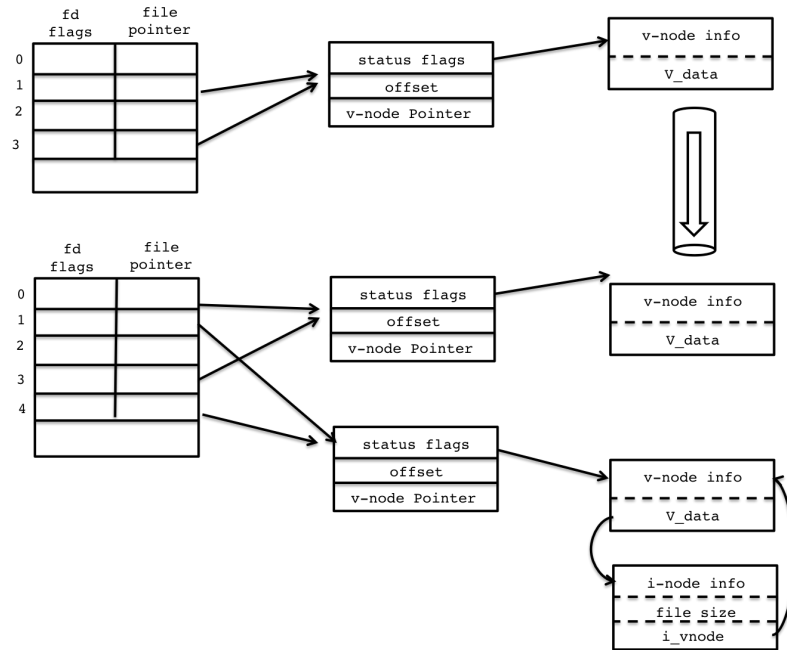 fd file
flags pointer
0
1
2
3
status flags
offset
v-node Pointer
v-node info
V_data
fd file
flags pointer
0
1
2
3
4
status flags
offset
v-node Pointer
v-node info
V_data
status flags
offset
v-node Pointer
v-node info
V_data
i-node info
file size
i_vnode